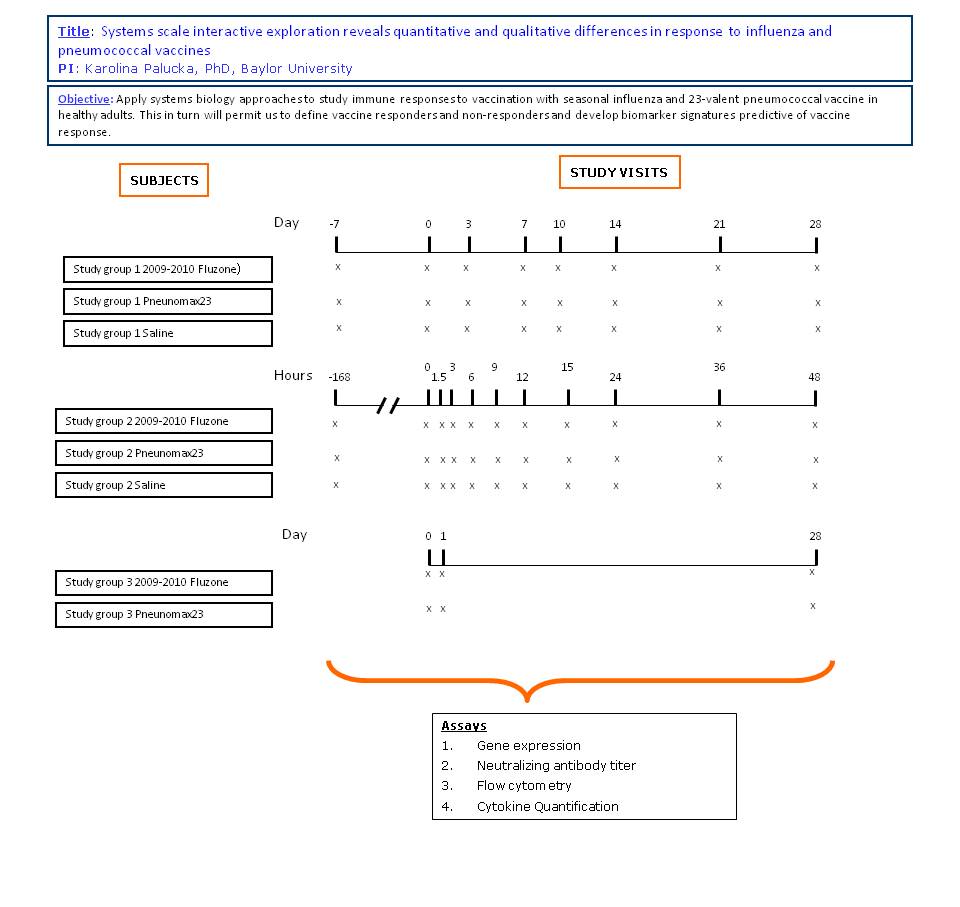 Title: Systems scale interactive exploration reveals quantitative and qualitative differences in response to influenza and
pneumococcal vaccines
PI: Karolina Palucka, PhD, Baylor University
Objective: Apply systems biology approaches to study immune responses to vaccination with seasonal influenza and 23-valent pneumococcal vaccine in
healthy adults. This in turn will permit us to define vaccine responders and non-responders and develop biomarker signatures predictive of vaccine
response.
SUBJECTS
STUDY VISITS
Day -7 0 3 7 10 14 21 28
Study group 1 2009-2010 Fluzone) x x x x x x x x
Study group 1 Pneunomax23 x x x x x x x x
Study group 1 Saline x x x x x x x x
Hours -168 0 1.5 3 6 9 12 15 24 36 48
Study group 2 2009-2010 Fluzone x x x x x x x x x x x
Study group 2 Pneunomax23 x x x x x x x x x x x
Study group 2 Saline x x x x x x x x x x x
Day 0 1 28
Study group 3 2009-2010 Fluzone x x x
Study group 3 Pneunomax23 x x x
Assays
1. Gene expression
2. Neutralizing antibody titer
3. Flow cytometry
4. Cytokine Quantification